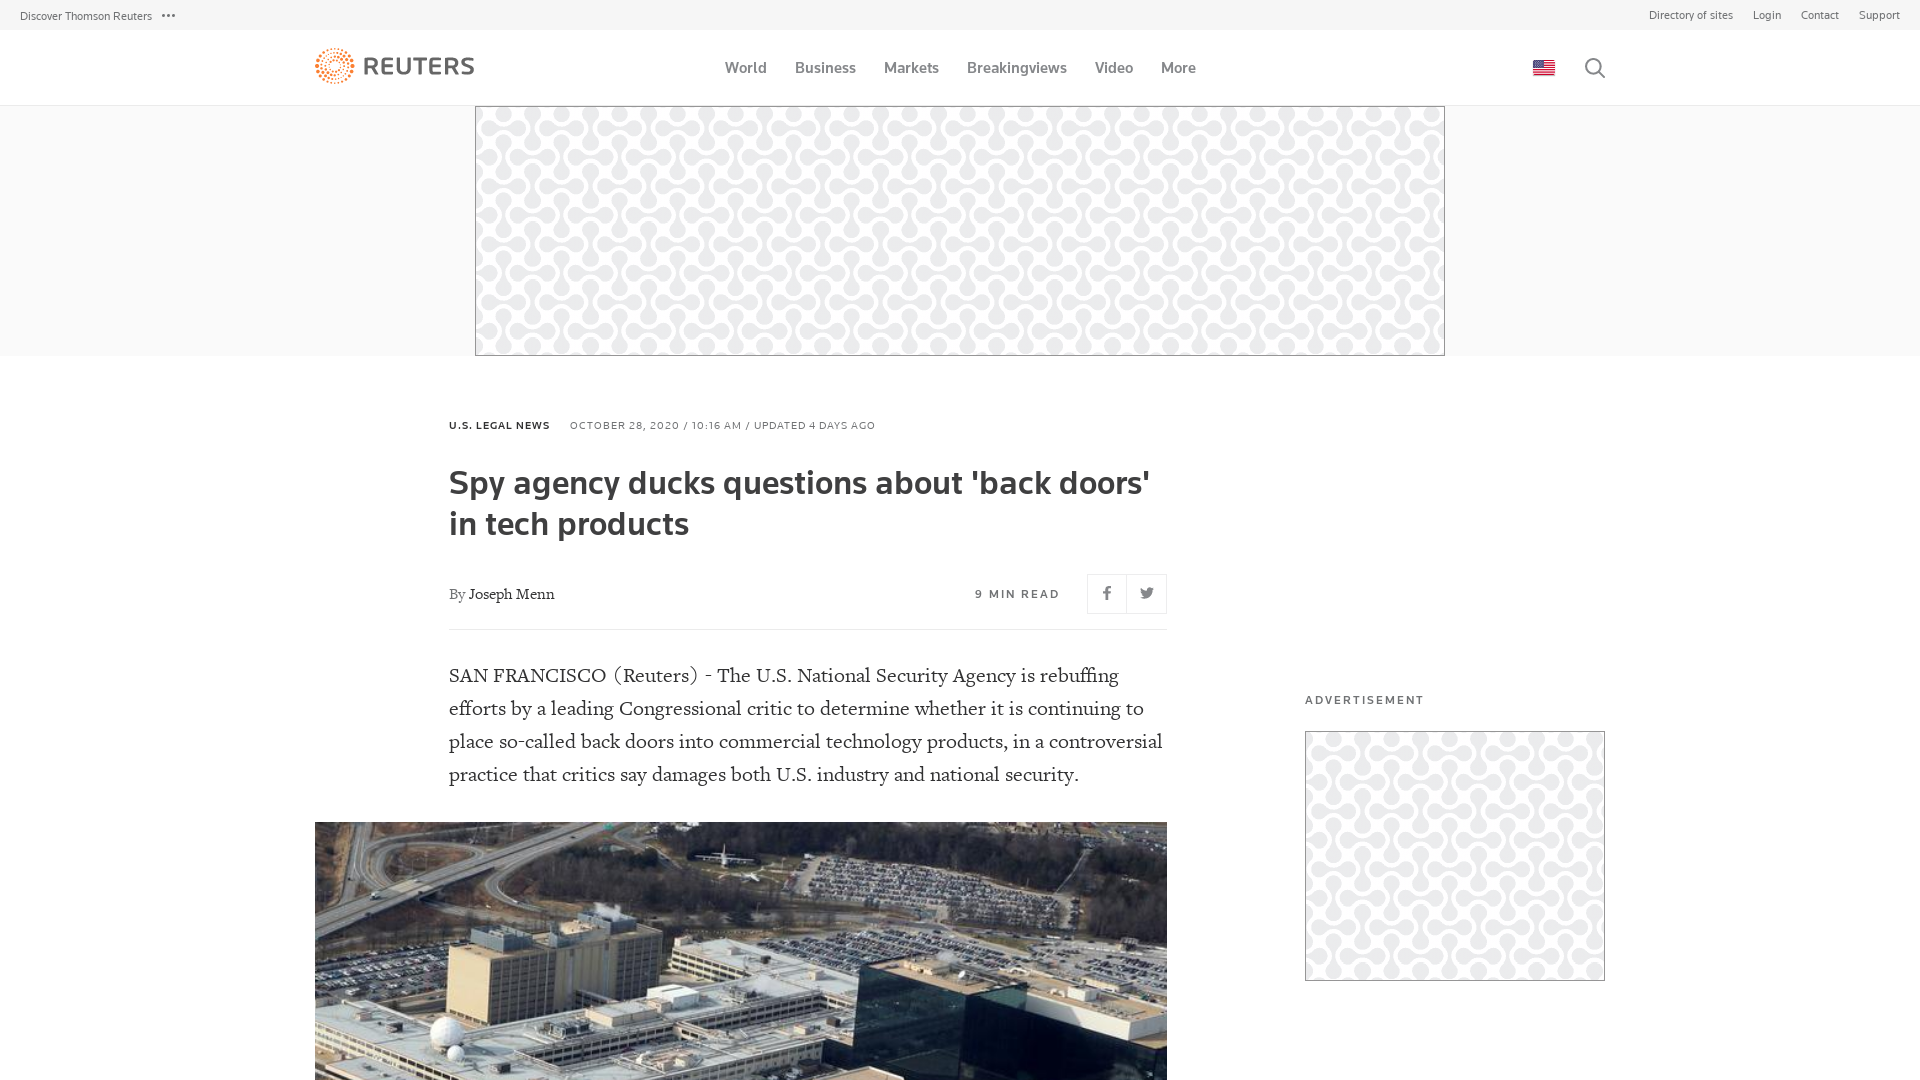 Discover Thomson Reuters
Directory of sites Login Contact Support
REUTERS
World Business Markets Breakingviews Video More
U.S. LEGAL NEWS OCTOBER 28, 2020 / 10:16 AM / UPDATED 4 DAYS AGO
Spy agency ducks questions about 'back doors'
in tech products
By Joseph Menn
9 MIN READ
SAN FRANCISCO (Reuters) - The U.S. National Security Agency is rebuffing
efforts by a leading Congressional critic to determine whether it is continuing to
place so-called back doors into commercial technology products, in a controversial
practice that critics say damages both U.S. industry and national security.
ADVERTISEMENT